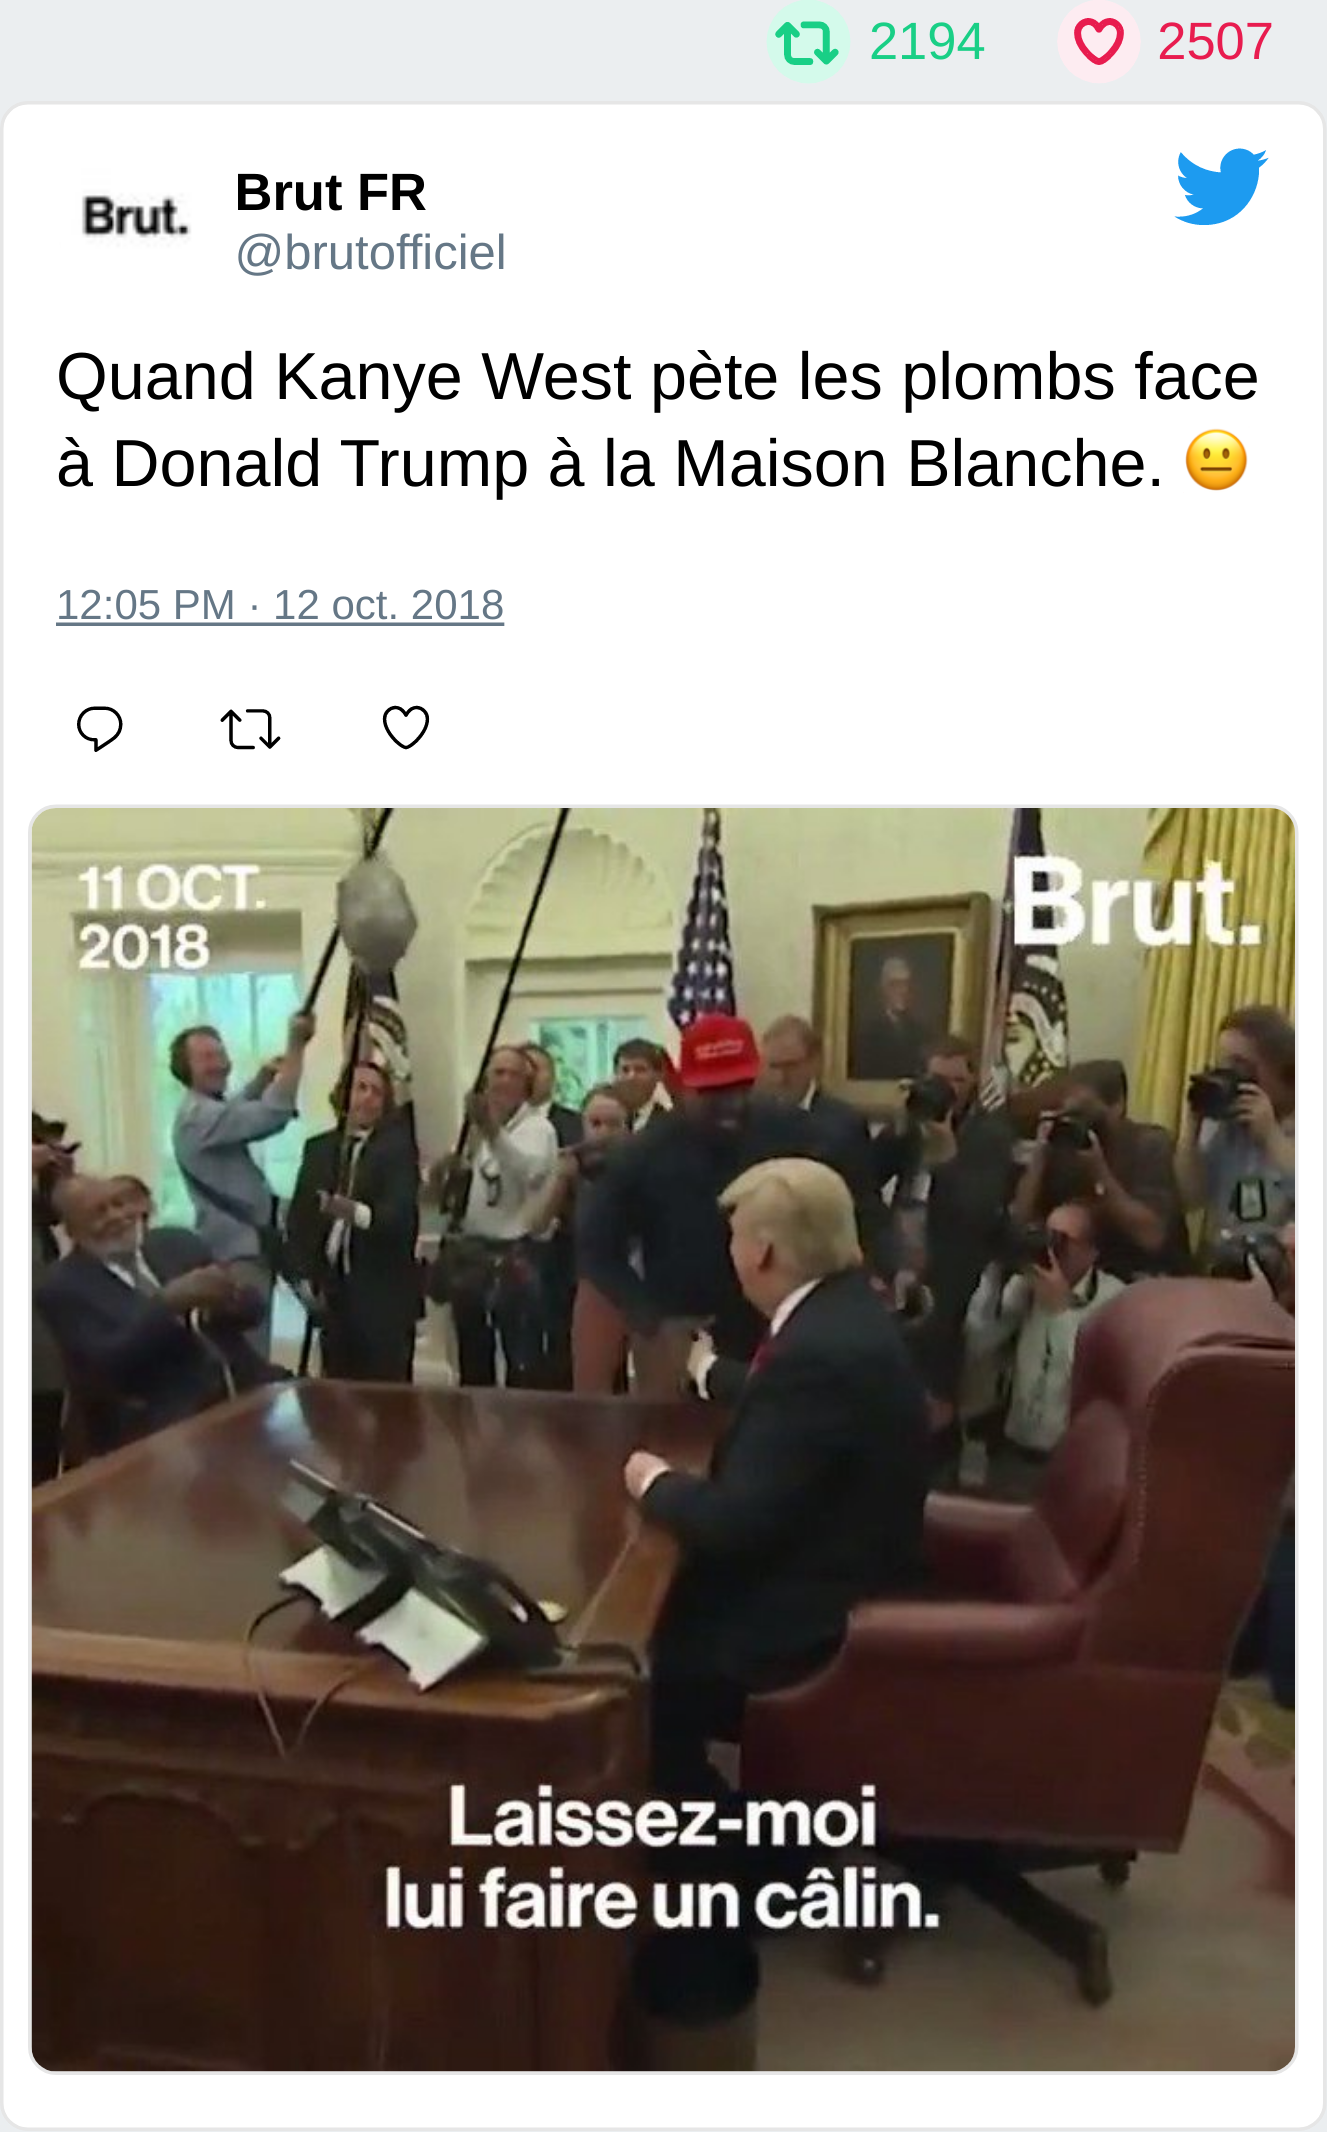 2194 2507
Brut.
Brut FR
@brutofficiel
Quand Kanye West pète les plombs face
à Donald Trump à la Maison Blanche. 😐
12:05 PM · 12 oct. 2018
11 OCT.
2018
Brut.
Laissez-moi
lui faire un câlin.